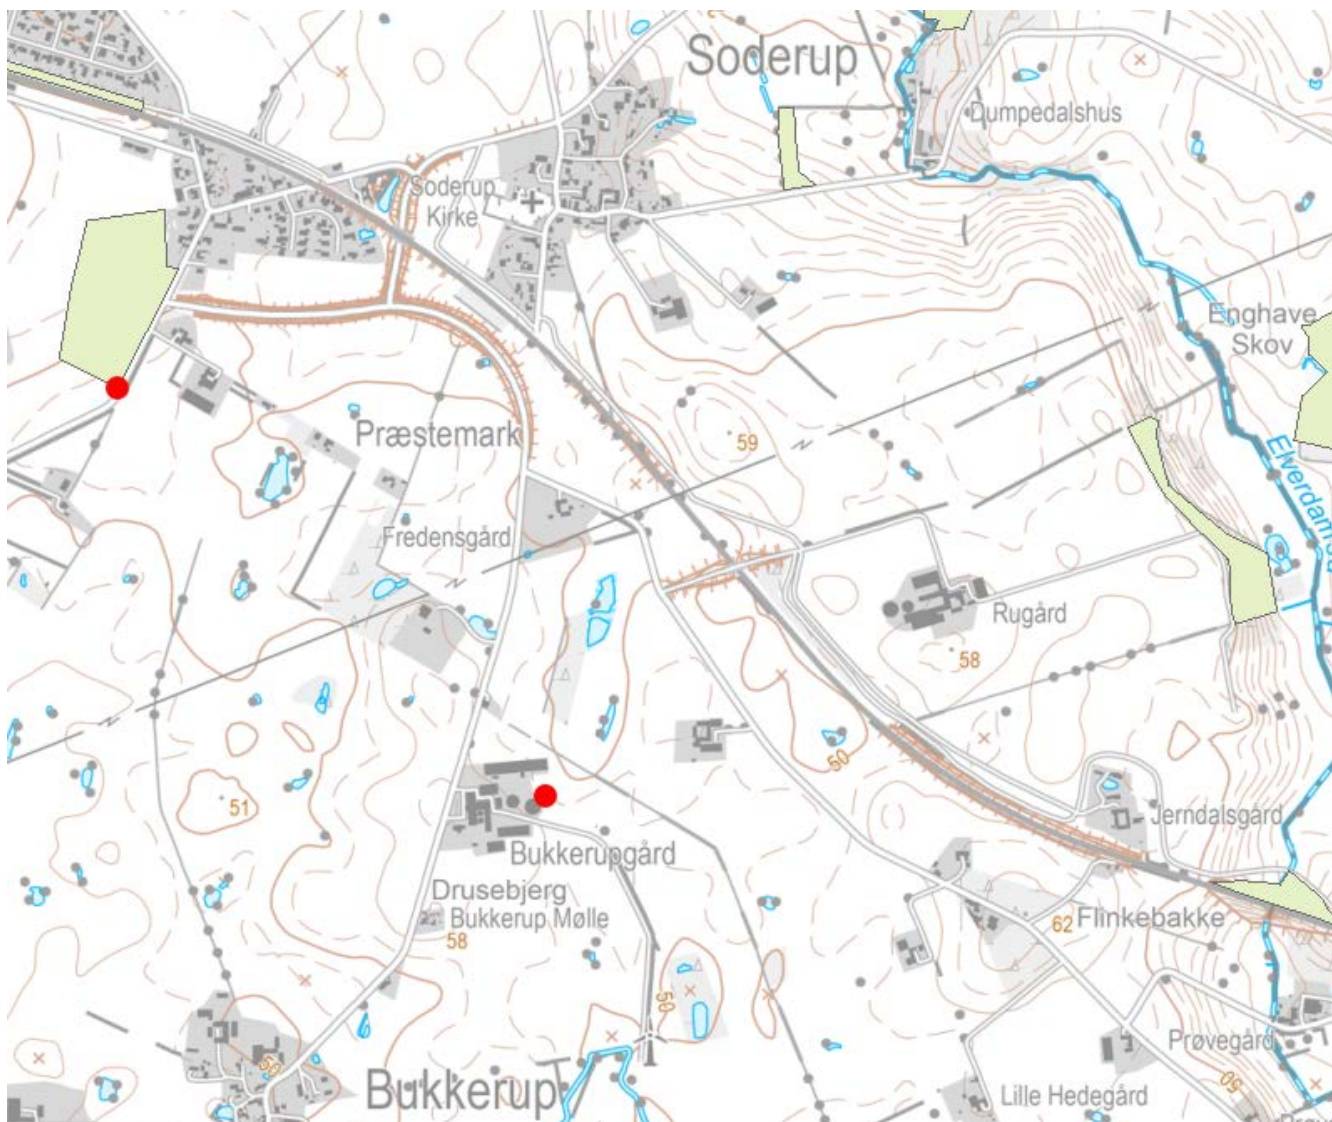 Soderup
Dumpedalshus
Soderup
Kirke
Enghave
Skov
Præstemark
59
Elverdamså
Fredensgård
Rugård
58
50
51
Jerndalsgård
Bukkerupgård
Drusebjerg
Bukkerup Mølle
58
62
Flinkebakke
50
Prøvegård
50
50
Bukkerup
Lille Hedegård